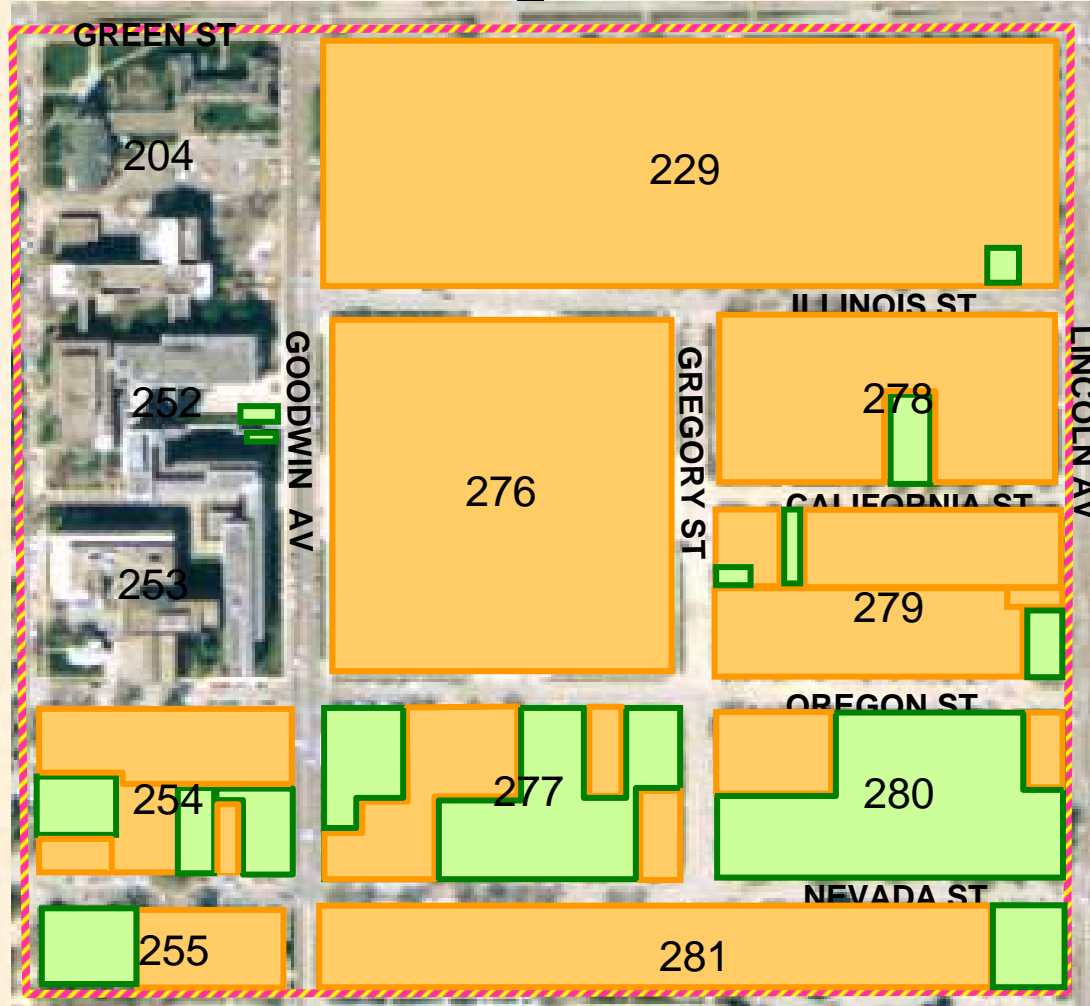 GREEN ST
204
229
ILLINOIS ST
GOODWIN AV
252
276
GREGORY ST
278
LINCOLN AV
CALIFORNIA ST
253
279
OREGON ST
254
277
280
NEVADA ST
255
281